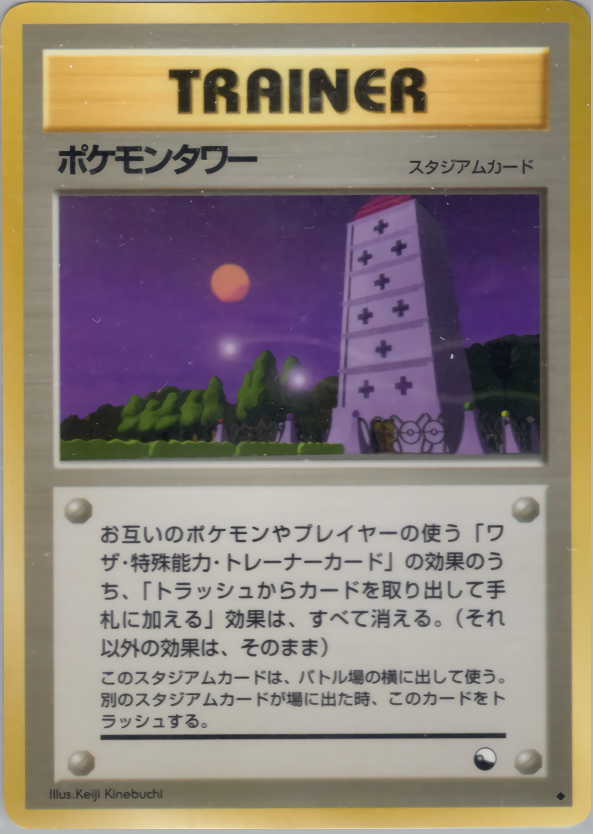 TRAINER
ポケモンタワー
スタジアムカード
お互いのポケモンやプレイヤーの使う「ワ
ザ・特殊能力・トレーナーカード」の効果のう
ち、「トラッシュからカードを取り出して手
札に加える」効果は、すべて消える。（それ
以外の効果は、そのまま）
このスタジアムカードは、バトル場の横に出して使う。
別のスタジアムカードが場に出た時、このカードをト
ラッシュする。
Illus. Keiji Kinebuchi